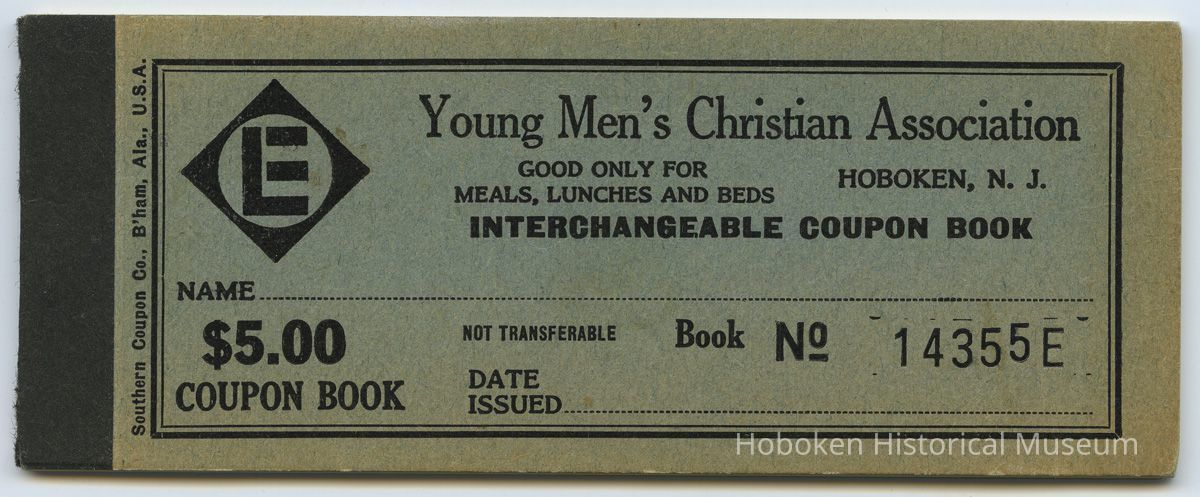 Southern Coupon Co., B'ham, Ala., U.S.A.
E
Young Men's Christian Association
GOOD ONLY FOR
MEALS, LUNCHES AND BEDS
HOBOKEN, N. J.
INTERCHANGEABLE COUPON BOOK
NAME
$5.00
COUPON BOOK
NOT TRANSFERABLE
Book No 14355E
DATE
ISSUED
Hoboken Historical Museum